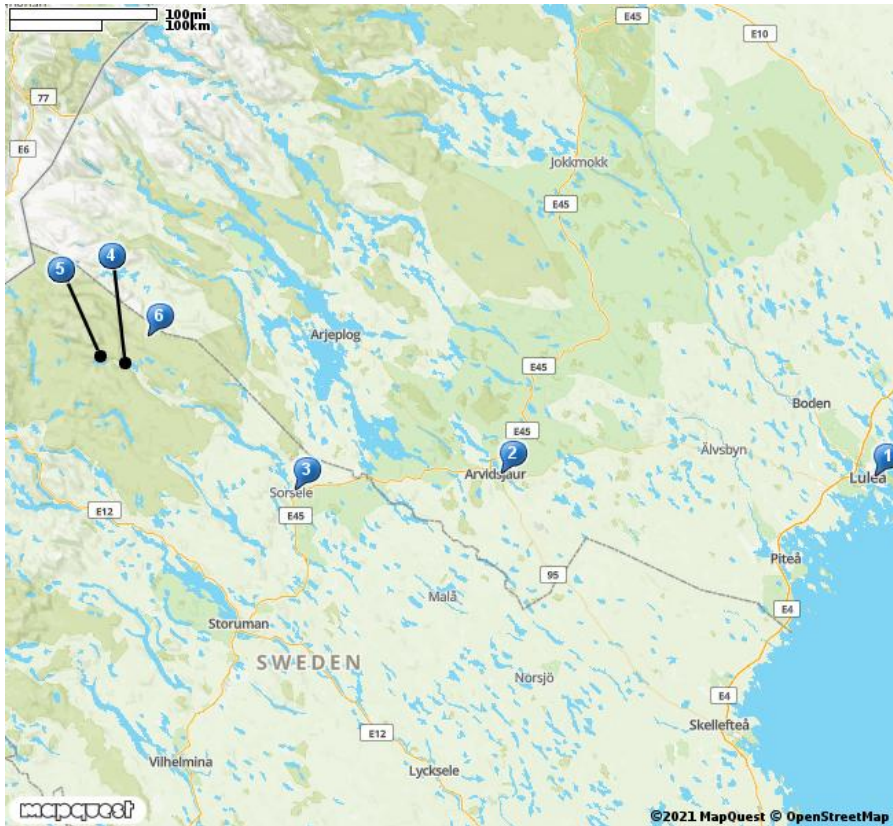 100mi
100km
E45
E10
77
E6
Jokkmokk
E45
5
4
6
Arjeplog
E45
Boden
E45
2
Älvsbyn
1
3
Arvidsjaur
Luleå
Sorsele
E12
E45
Piteå
95
Malå
E4
Storuman
SWEDEN
Norsjö
E4
Skellefteå
E12
Vilhelmina
Lycksele
mapquest
©2021 MapQuest © OpenStreetMap